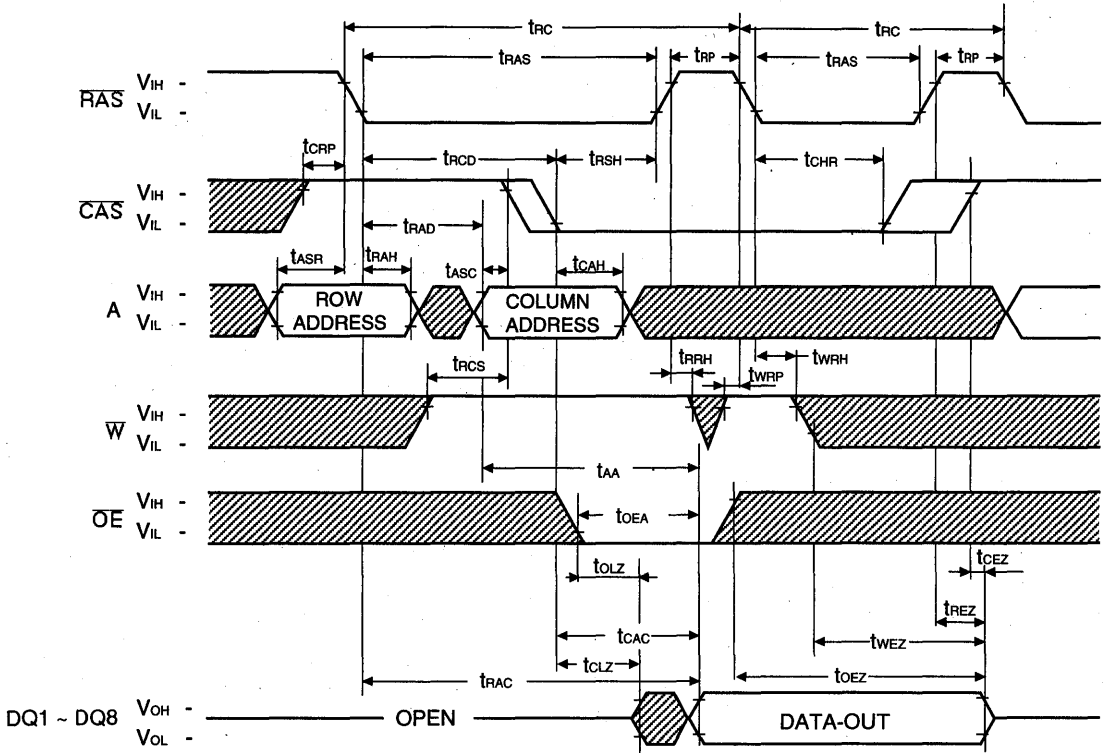 tRC tRC
tRAS tRP tRAS tRP
RAS VIH - VIL -
tCRP tRCD tRSH tCHR
CAS VIH - VIL -
tRAD
tASR tRAH tASC tCAH
A VIH - VIL -
ROW ADDRESS
COLUMN ADDRESS
tRCS tRRH tWRP tWRH
W VIH - VIL -
tAA
OE VIH - VIL -
tOEA
tOLZ tCEZ
tREZ
tCAC tWEZ
tCLZ
tRAC tOEZ
DQ1 ~ DQ8 VOH - VOL -
OPEN
DATA-OUT